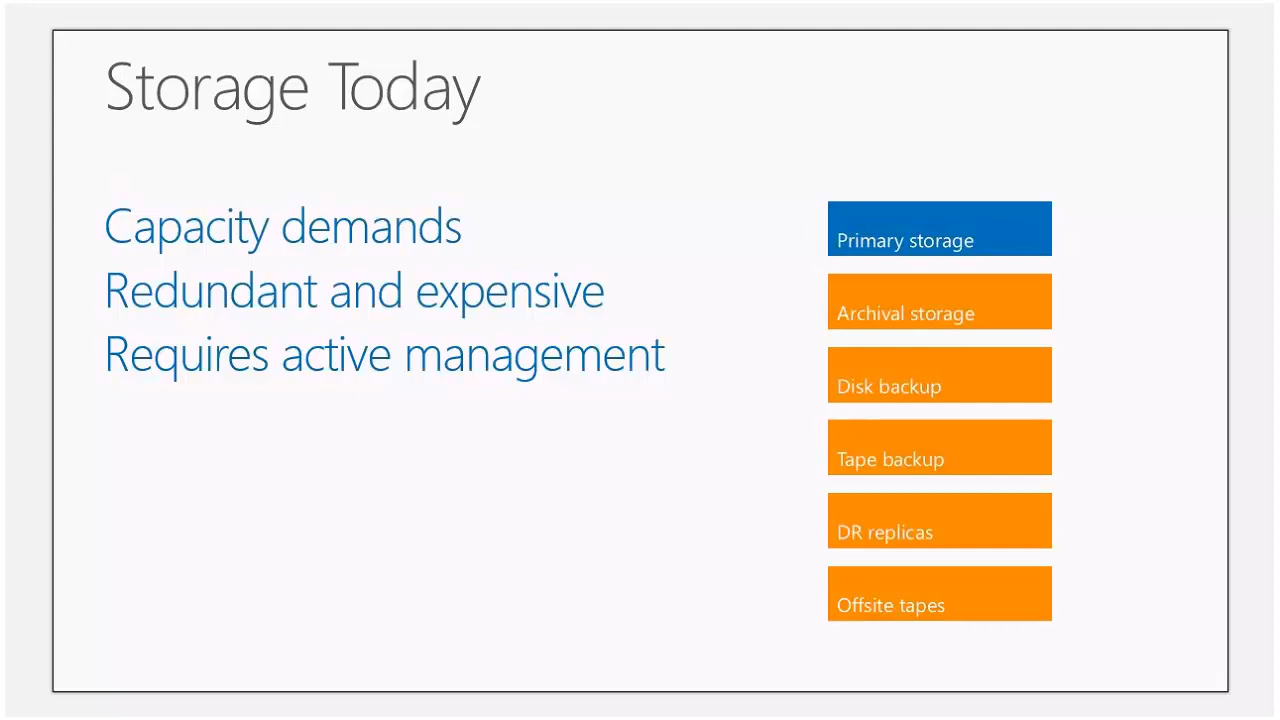 Storage Today
Capacity demands
Redundant and expensive
Requires active management
Primary storage
Archival storage
Disk backup
Tape backup
DR replicas
Offsite tapes